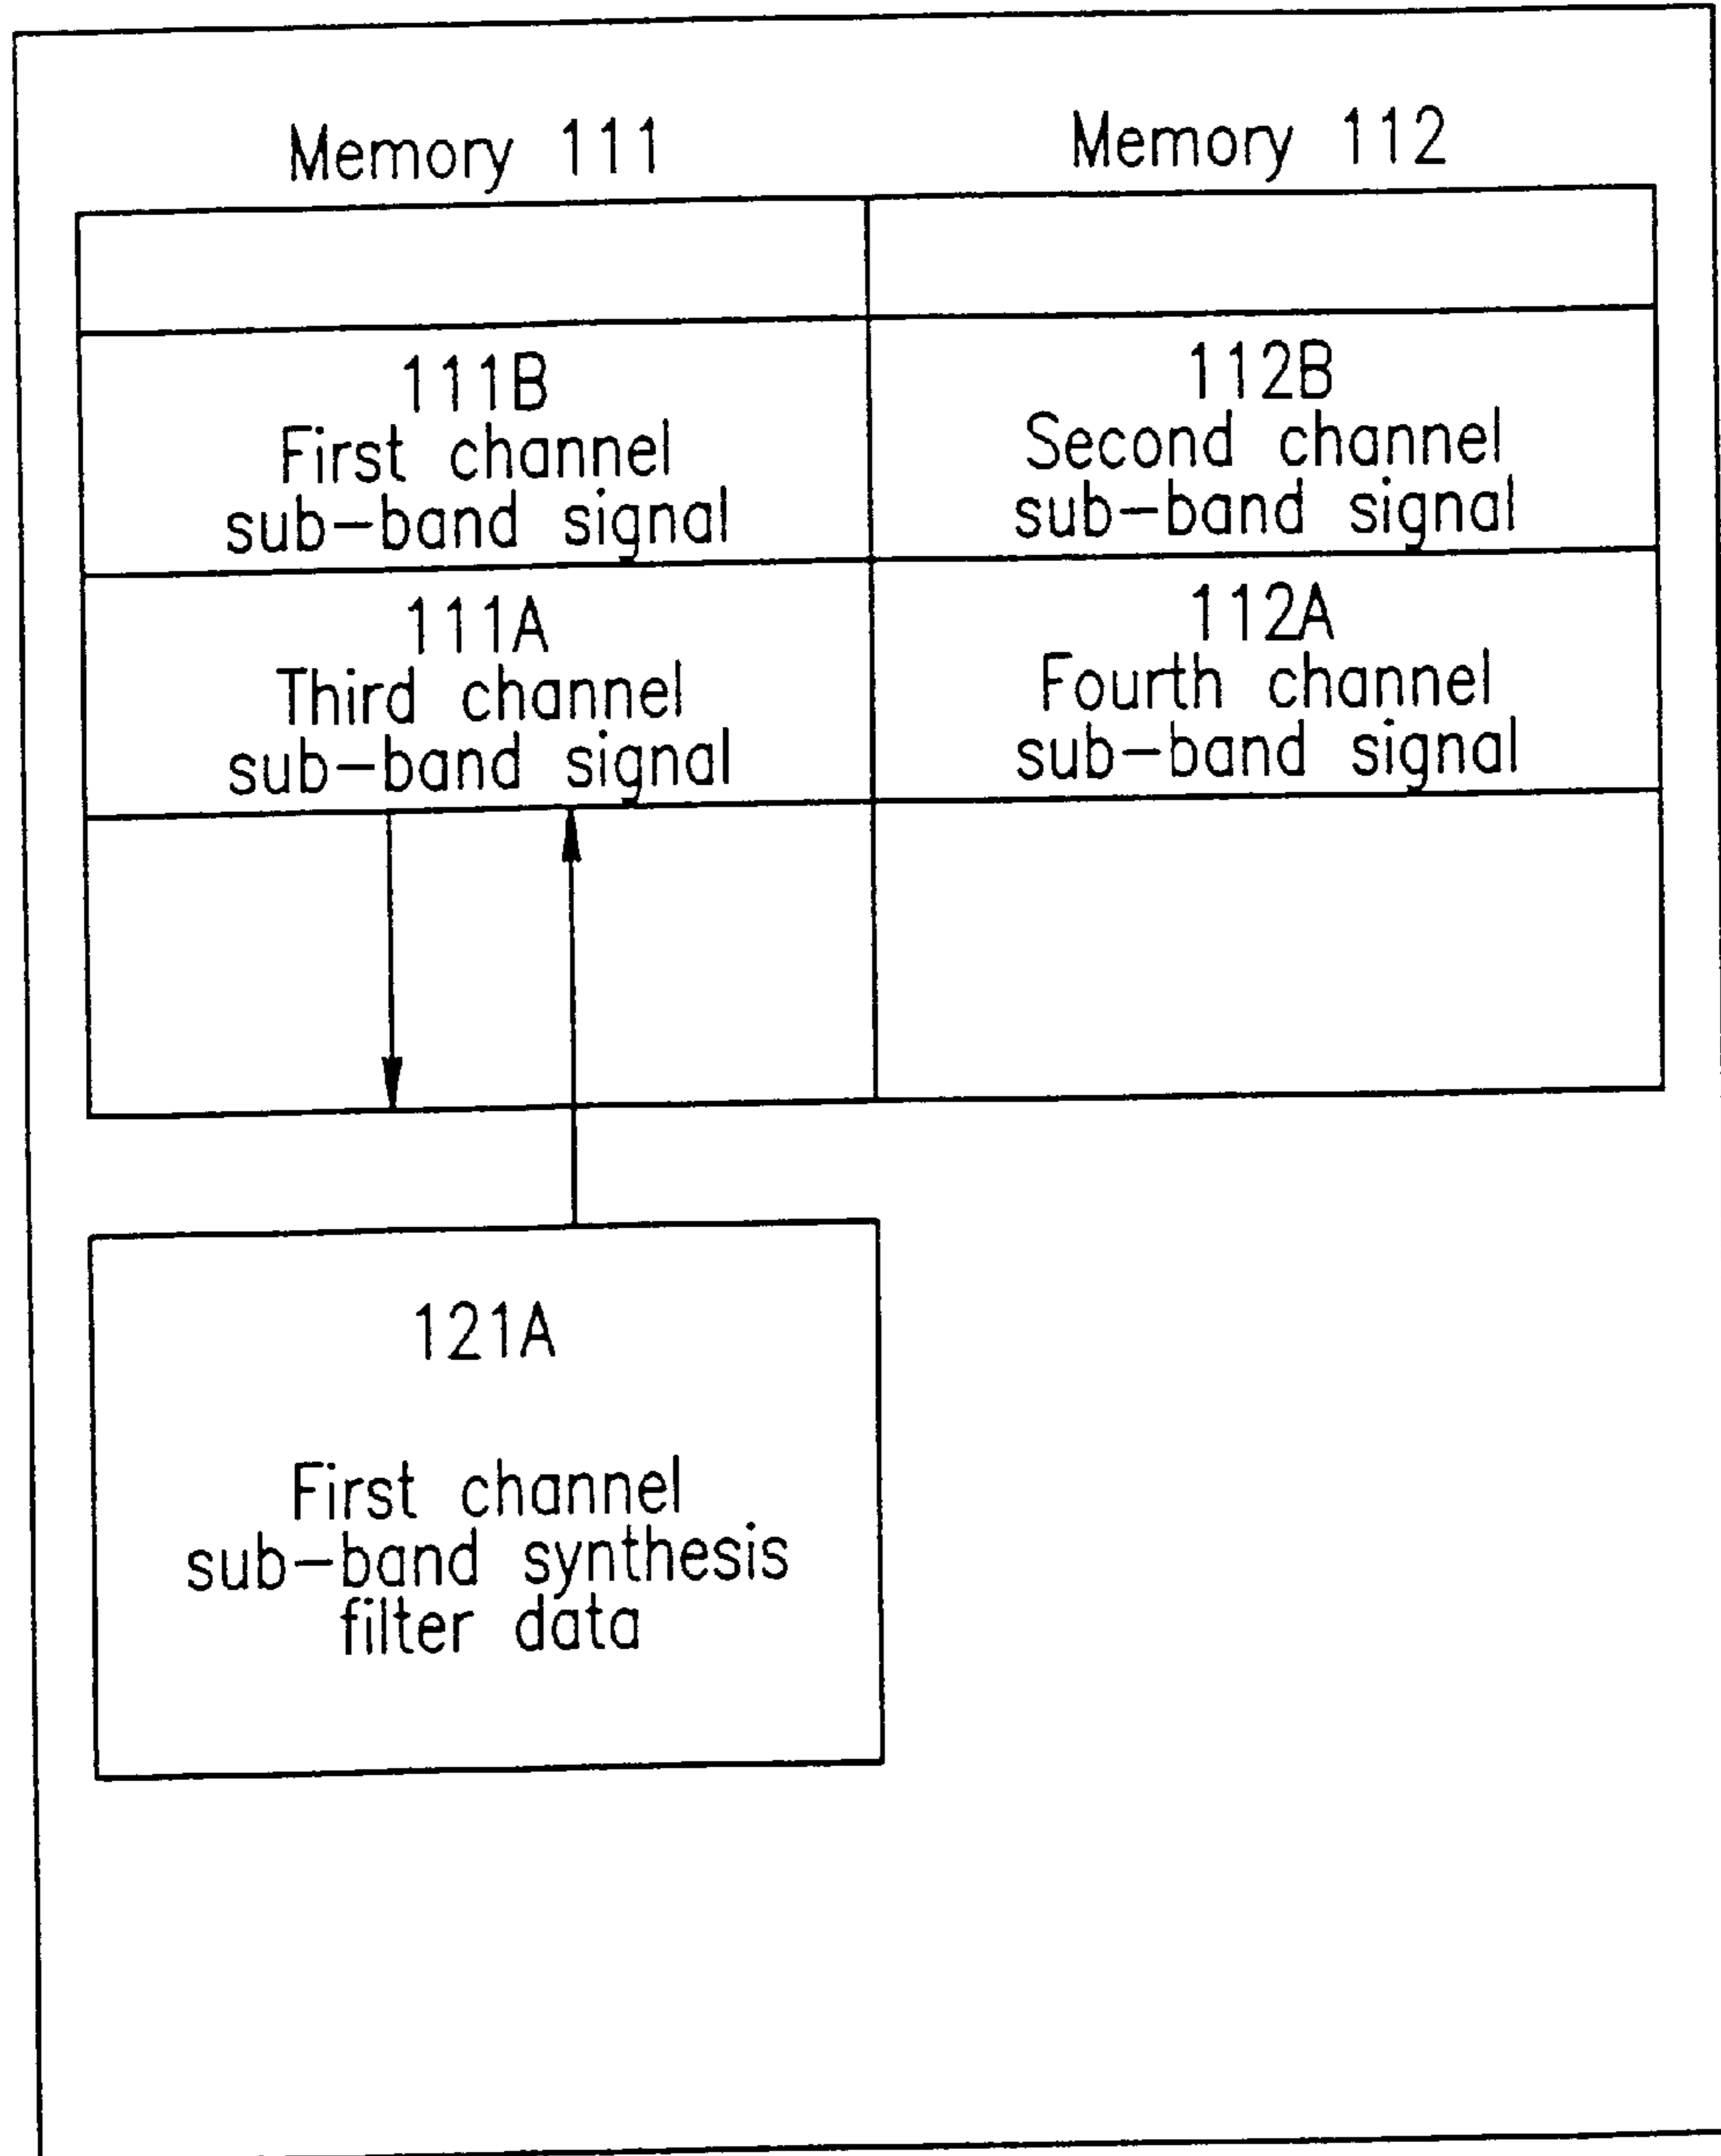 Memory 111
Memory 112
111B
First channel
sub-band signal
112B
Second channel
sub-band signal
111A
Third channel
sub-band signal
112A
Fourth channel
sub-band signal
121A
First channel
sub-band synthesis
filter data